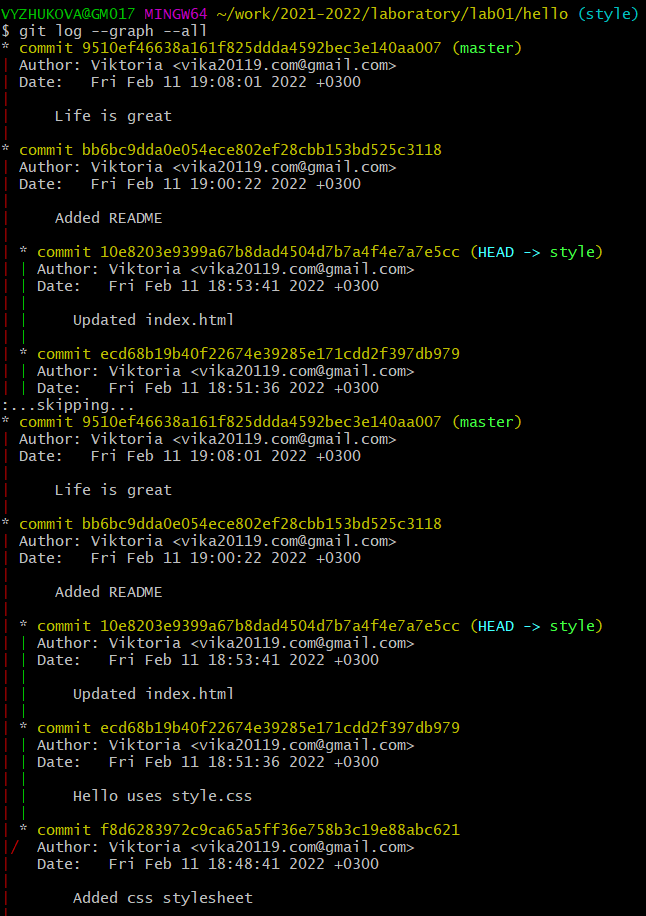 VYZHUKOVA@GM017 MINGW64 ~/work/2021-2022/laboratory/lab01/hello (style)
$ git log --graph --all
* commit 9510ef46638a161f825ddda4592bec3e140aa007 (master)
| Author: Viktoria <vika20119.com@gmail.com>
| Date:   Fri Feb 11 19:08:01 2022 +0300
|
|     Life is great
|
* commit bb6bc9dda0e054ece802ef28cbb153bd525c3118
| Author: Viktoria <vika20119.com@gmail.com>
| Date:   Fri Feb 11 19:00:22 2022 +0300
|
|     Added README
|
| * commit 10e8203e9399a67b8dad4504d7b7a4f4e7a7e5cc (HEAD -> style)
| | Author: Viktoria <vika20119.com@gmail.com>
| | Date:   Fri Feb 11 18:53:41 2022 +0300
| |
| |     Updated index.html
| |
| * commit ecd68b19b40f22674e39285e171cdd2f397db979
| | Author: Viktoria <vika20119.com@gmail.com>
| | Date:   Fri Feb 11 18:51:36 2022 +0300
:...skipping...
* commit 9510ef46638a161f825ddda4592bec3e140aa007 (master)
| Author: Viktoria <vika20119.com@gmail.com>
| Date:   Fri Feb 11 19:08:01 2022 +0300
|
|     Life is great
|
* commit bb6bc9dda0e054ece802ef28cbb153bd525c3118
| Author: Viktoria <vika20119.com@gmail.com>
| Date:   Fri Feb 11 19:00:22 2022 +0300
|
|     Added README
|
| * commit 10e8203e9399a67b8dad4504d7b7a4f4e7a7e5cc (HEAD -> style)
| | Author: Viktoria <vika20119.com@gmail.com>
| | Date:   Fri Feb 11 18:53:41 2022 +0300
| |
| |     Updated index.html
| |
| * commit ecd68b19b40f22674e39285e171cdd2f397db979
| | Author: Viktoria <vika20119.com@gmail.com>
| | Date:   Fri Feb 11 18:51:36 2022 +0300
| |
| |     Hello uses style.css
| |
| * commit f8d6283972c9ca65a5ff36e758b3c19e88abc621
|/  Author: Viktoria <vika20119.com@gmail.com>
|   Date:   Fri Feb 11 18:48:41 2022 +0300
|
|       Added css stylesheet